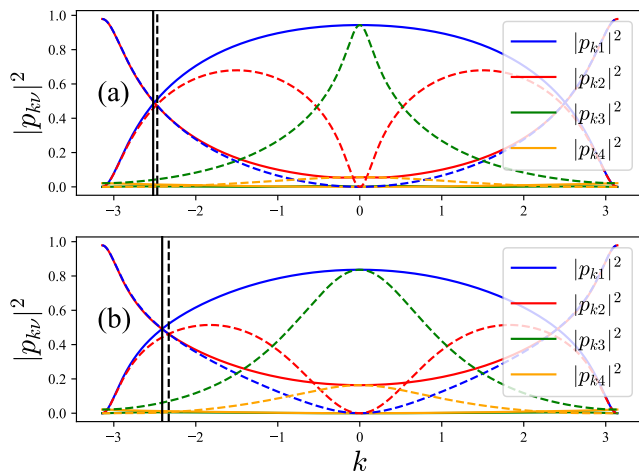 1.0
0.8
0.6
0.4
0.2
0.0
|p_{kν}|^2
(a)
|p_{k1}|^2
|p_{k2}|^2
|p_{k3}|^2
|p_{k4}|^2
−3 −2 −1 0 1 2 3
1.0
0.8
0.6
0.4
0.2
0.0
|p_{kν}|^2
(b)
|p_{k1}|^2
|p_{k2}|^2
|p_{k3}|^2
|p_{k4}|^2
−3 −2 −1 0 1 2 3
k